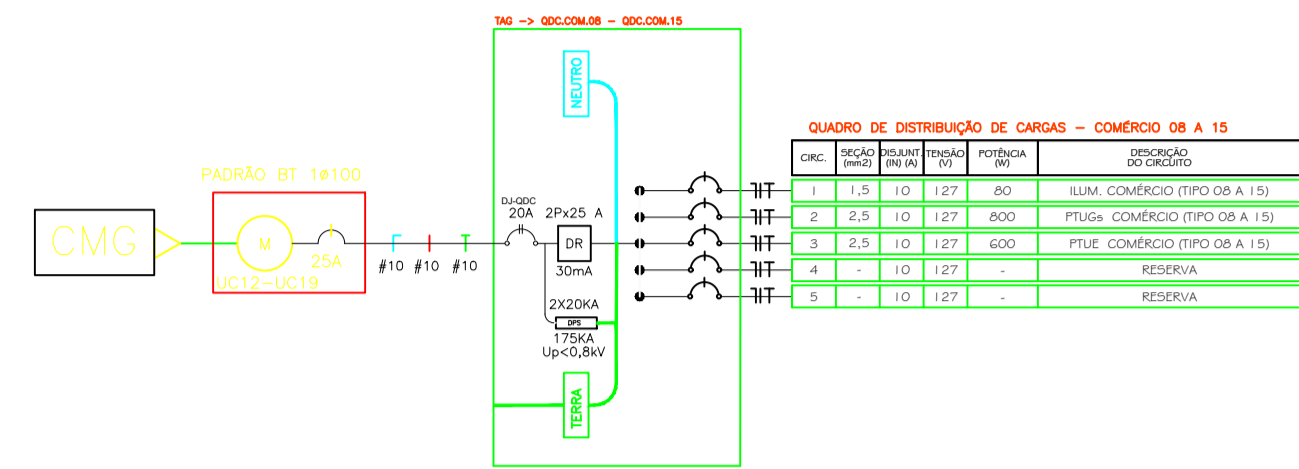 TAG -> QDC.COM.08 - QDC.COM.15
NEUTRO
QUADRO DE DISTRIBUIÇÃO DE CARGAS - COMÉRCIO 08 A 15
CIRC. SEÇÃO (mm2) DISJUNT. (IN) (A) TENSÃO (V) POTÊNCIA (W) DESCRIÇÃO DO CIRCUITO
1 1,5 10 127 80 ILUM. COMÉRCIO (TIPO 08 A 15)
2 2,5 10 127 800 PTUGs COMÉRCIO (TIPO 08 A 15)
3 2,5 10 127 600 PTUE COMÉRCIO (TIPO 08 A 15)
4 - 10 127 - RESERVA
5 - 10 127 - RESERVA
PADRÃO BT 1ø100
CMG
M
25A
UC12-UC19
#10 #10 #10
DJ-QDC
20A
2Px25 A
DR
30mA
2X20KA
DPS
175KA
Up<0,8kV
TERRA